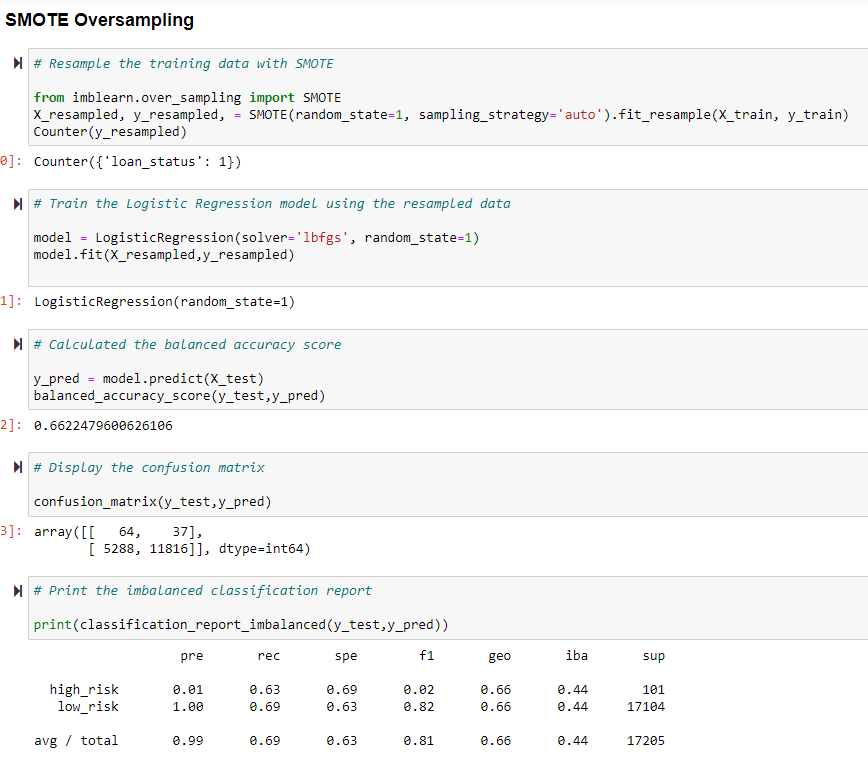 SMOTE Oversampling
# Resample the training data with SMOTE
from imblearn.over_sampling import SMOTE
X_resampled, y_resampled, = SMOTE(random_state=1, sampling_strategy='auto').fit_resample(X_train, y_train)
Counter(y_resampled)
0]: Counter({'loan_status': 1})
# Train the Logistic Regression model using the resampled data
model = LogisticRegression(solver='lbfgs', random_state=1)
model.fit(X_resampled,y_resampled)
1]: LogisticRegression(random_state=1)
# Calculated the balanced accuracy score
y_pred = model.predict(X_test)
balanced_accuracy_score(y_test,y_pred)
2]: 0.6622479600626106
# Display the confusion matrix
confusion_matrix(y_test,y_pred)
3]: array([[   64,    37],
       [ 5288, 11816]], dtype=int64)
# Print the imbalanced classification report
print(classification_report_imbalanced(y_test,y_pred))
pre rec spe f1 geo iba sup
high_risk 0.01 0.63 0.69 0.02 0.66 0.44 101
low_risk 1.00 0.69 0.63 0.82 0.66 0.44 17104
avg / total 0.99 0.69 0.63 0.81 0.66 0.44 17205